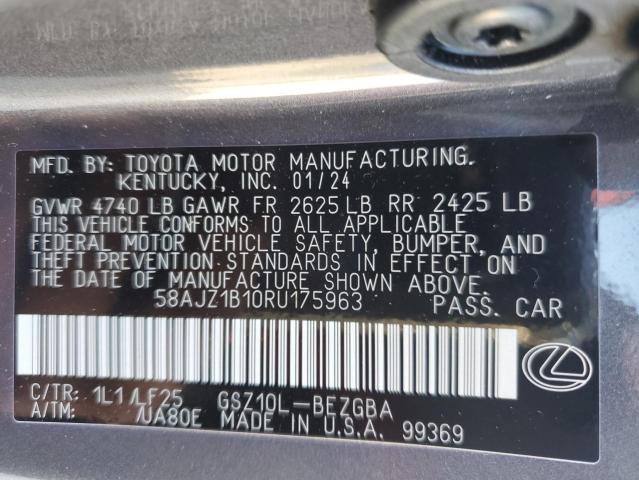 MFD. BY: TOYOTA MOTOR MANUFACTURING.
KENTUCKY, INC. 01/24
GVWR 4740 LB GAWR FR 2625 LB RR 2425 LB
THIS VEHICLE CONFORMS TO ALL APPLICABLE
FEDERAL MOTOR VEHICLE SAFETY, BUMPER, AND
THEFT PREVENTION STANDARDS IN EFFECT ON
THE DATE OF MANUFACTURE SHOWN ABOVE.
58AJZ1B10RU175963 PASS. CAR
C/TR: 1L1/LF25 GSZ10L-BEZGBA
A/TM: /UA80E MADE IN U.S.A. 99369